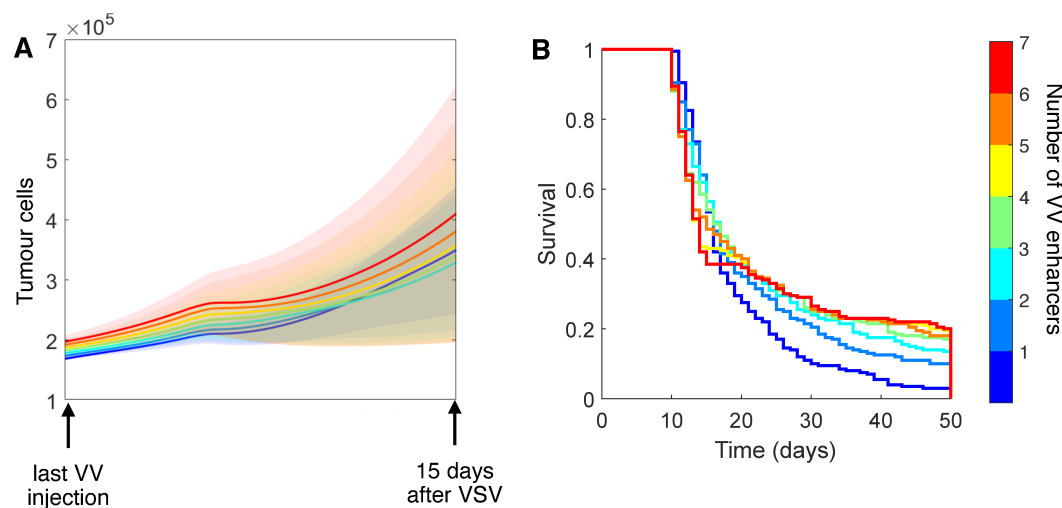 A
× 10^5
7
6
5
4
3
2
1
Tumour cells
last VV
injection
15 days
after VSV
B
1
0.8
0.6
0.4
0.2
0
Survival
0
10
20
30
40
50
Time (days)
7
6
5
4
3
2
1
Number of VV enhancers